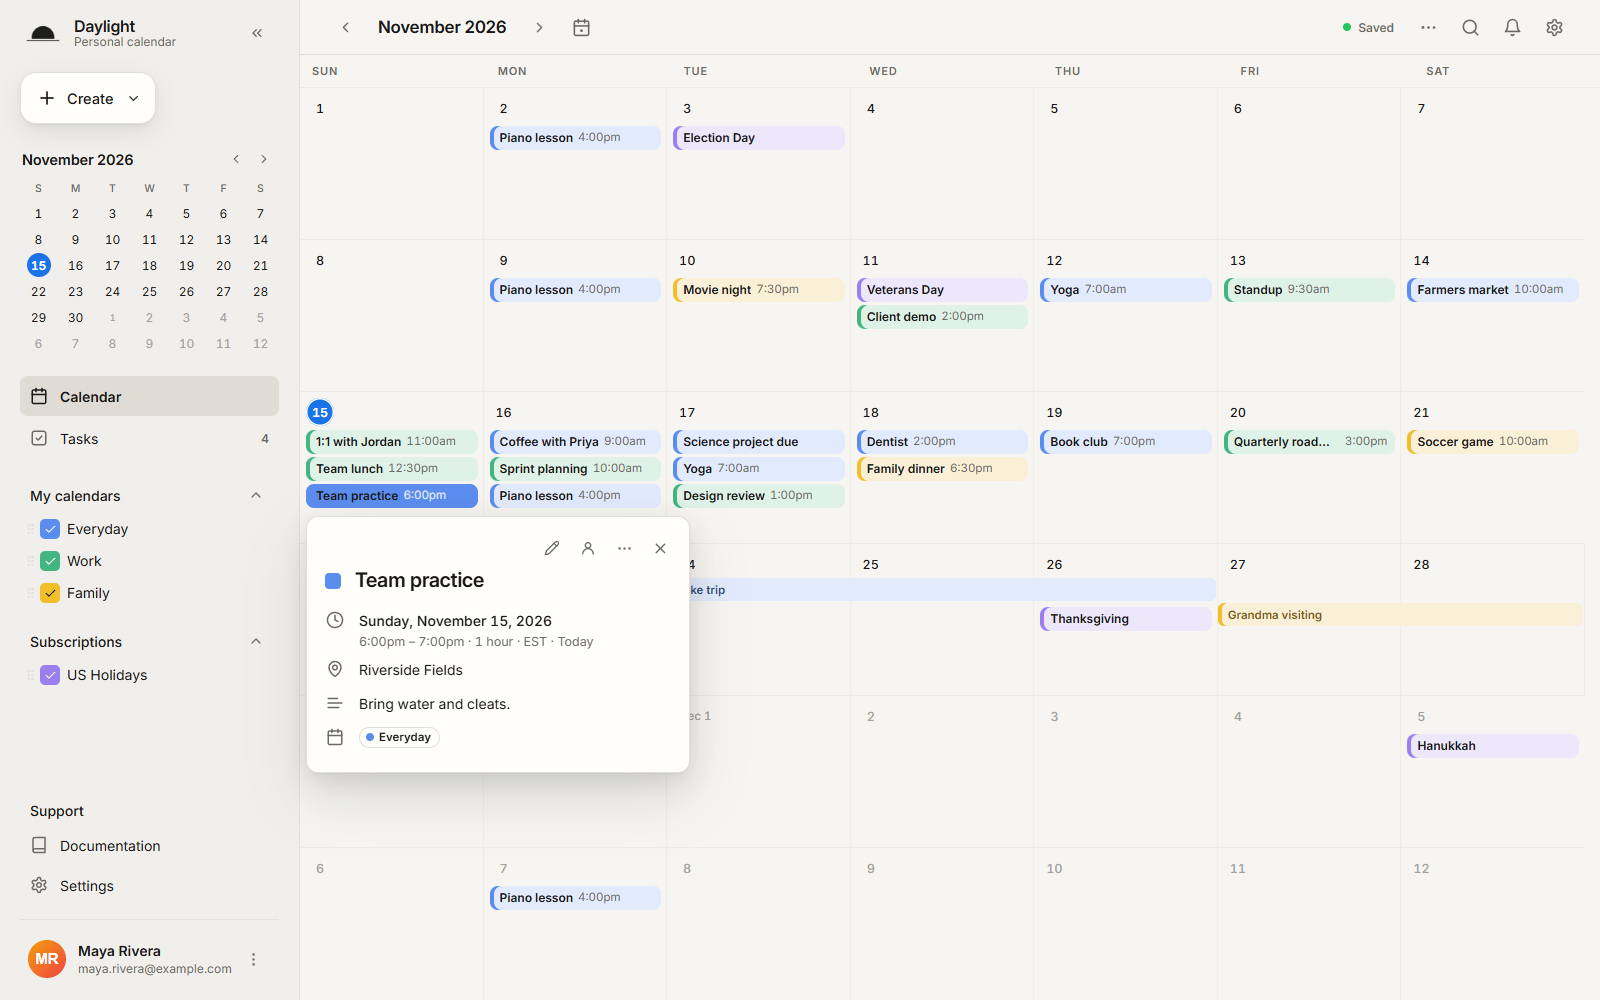 Daylight
Personal calendar
Create
November 2026
S M T W T F S
1 2 3 4 5 6 7
8 9 10 11 12 13 14
15 16 17 18 19 20 21
22 23 24 25 26 27 28
29 30 1 2 3 4 5
6 7 8 9 10 11 12
Calendar
Tasks 4
My calendars
Everyday
Work
Family
Subscriptions
US Holidays
Support
Documentation
Settings
MR
Maya Rivera
maya.rivera@example.com
November 2026
Saved
SUN MON TUE WED THU FRI SAT
1 2 3 4 5 6 7
Piano lesson 4:00pm
Election Day
8 9 10 11 12 13 14
Piano lesson 4:00pm
Movie night 7:30pm
Veterans Day
Client demo 2:00pm
Yoga 7:00am
Standup 9:30am
Farmers market 10:00am
15 16 17 18 19 20 21
1:1 with Jordan 11:00am
Team lunch 12:30pm
Team practice 6:00pm
Coffee with Priya 9:00am
Sprint planning 10:00am
Piano lesson 4:00pm
Science project due
Yoga 7:00am
Design review 1:00pm
Dentist 2:00pm
Family dinner 6:30pm
Book club 7:00pm
Quarterly road... 3:00pm
Soccer game 10:00am
Team practice
Sunday, November 15, 2026
6:00pm – 7:00pm · 1 hour · EST · Today
Riverside Fields
Bring water and cleats.
Everyday
4 25 26 27 28
ke trip
Thanksgiving
Grandma visiting
ec 1 2 3 4 5
Hanukkah
6 7 8 9 10 11 12
Piano lesson 4:00pm